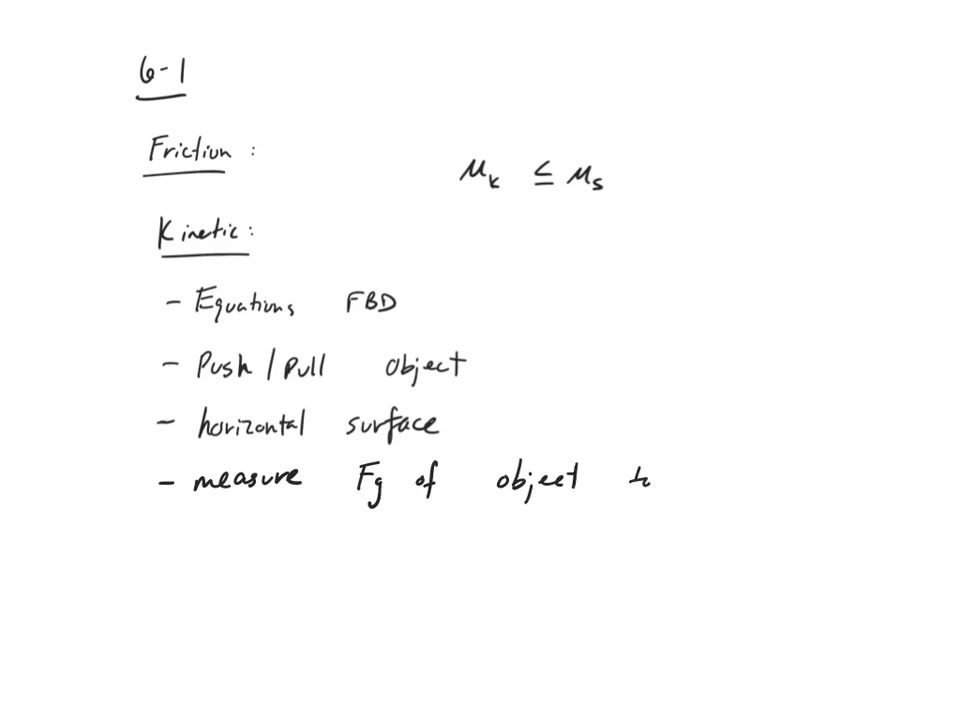 6-1
Friction :
μk ≤ μs
Kinetic :
- Equations FBD
- Push/pull object
- horizontal surface
- measure Fg of object